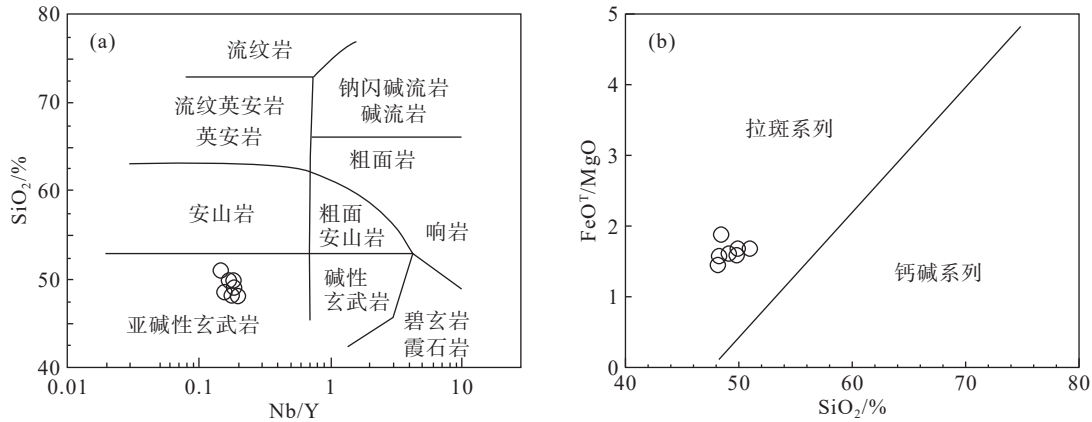 (a)
流纹岩
钠闪碱流岩
碱流岩
流纹英安岩
英安岩
粗面岩
安山岩
粗面
安山岩
响岩
碱性
玄武岩
亚碱性玄武岩
碧玄岩
霞石岩
SiO₂/%
80
70
60
50
40
0.01
0.1
1
10
Nb/Y
(b)
拉斑系列
钙碱系列
FeOᵀ/MgO
5
4
3
2
1
0
40
50
60
70
80
SiO₂/%